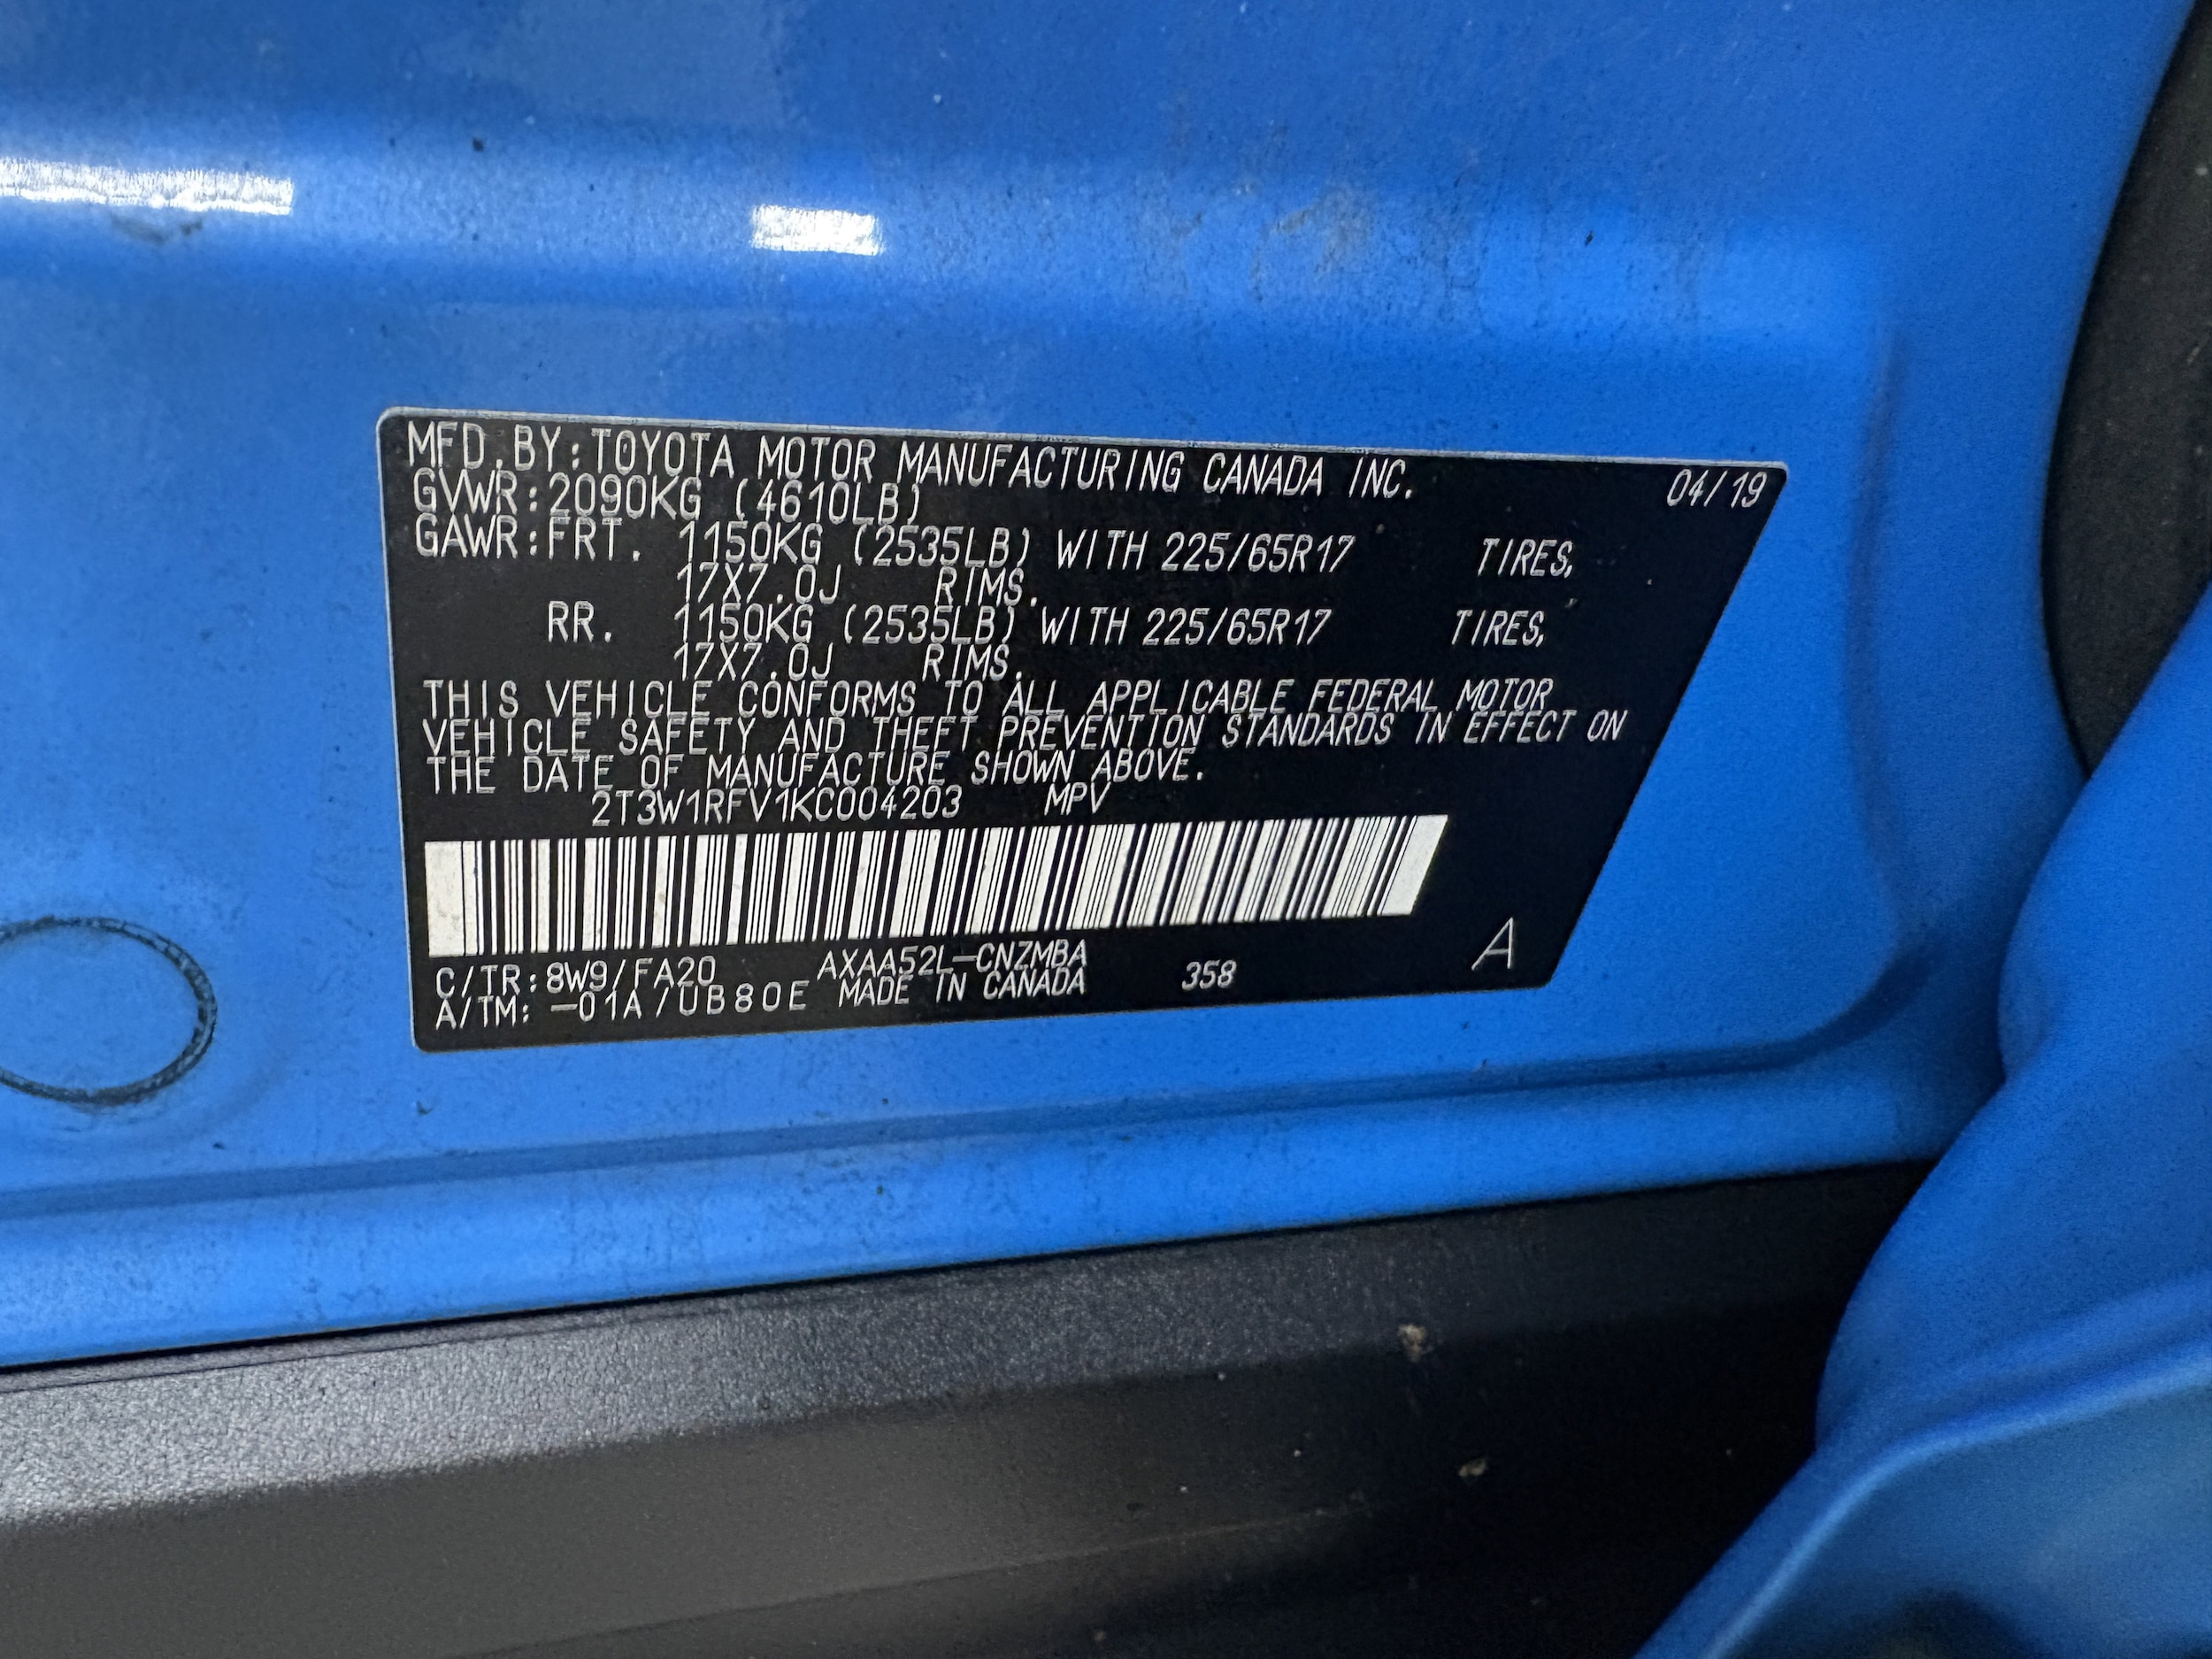 MFD.BY:TOYOTA MOTOR MANUFACTURING CANADA INC. 04/19
GVWR:2090KG (4610LB)
GAWR:FRT. 1150KG (2535LB) WITH 225/65R17 TIRES,
17X7.0J RIMS.
RR. 1150KG (2535LB) WITH 225/65R17 TIRES,
17X7.0J RIMS.
THIS VEHICLE CONFORMS TO ALL APPLICABLE FEDERAL MOTOR
VEHICLE SAFETY AND THEFT PREVENTION STANDARDS IN EFFECT ON
THE DATE OF MANUFACTURE SHOWN ABOVE.
2T3W1RFV1KC004203 MPV
C/TR:8W9/FA20 AXAA52L-CNZMBA
A/TM:-01A/UB80E MADE IN CANADA 358 A